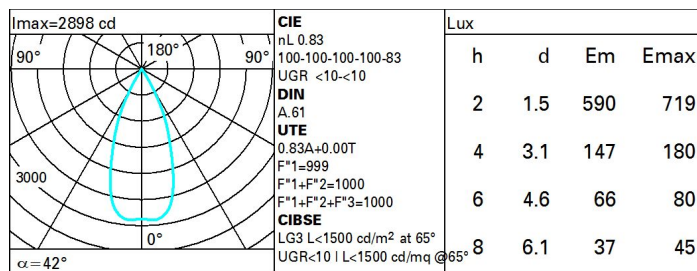 Imax=2898 cd
90° 180° 90°
3000
0°
α=42°
CIE
nL 0.83
100-100-100-100-83
UGR <10-<10
DIN
A.61
UTE
0.83A+0.00T
F"1=999
F"1+F"2=1000
F"1+F"2+F"3=1000
CIBSE
LG3 L<1500 cd/m² at 65°
UGR<10 | L<1500 cd/mq @65°
Lux
h d Em Emax
2 1.5 590 719
4 3.1 147 180
6 4.6 66 80
8 6.1 37 45